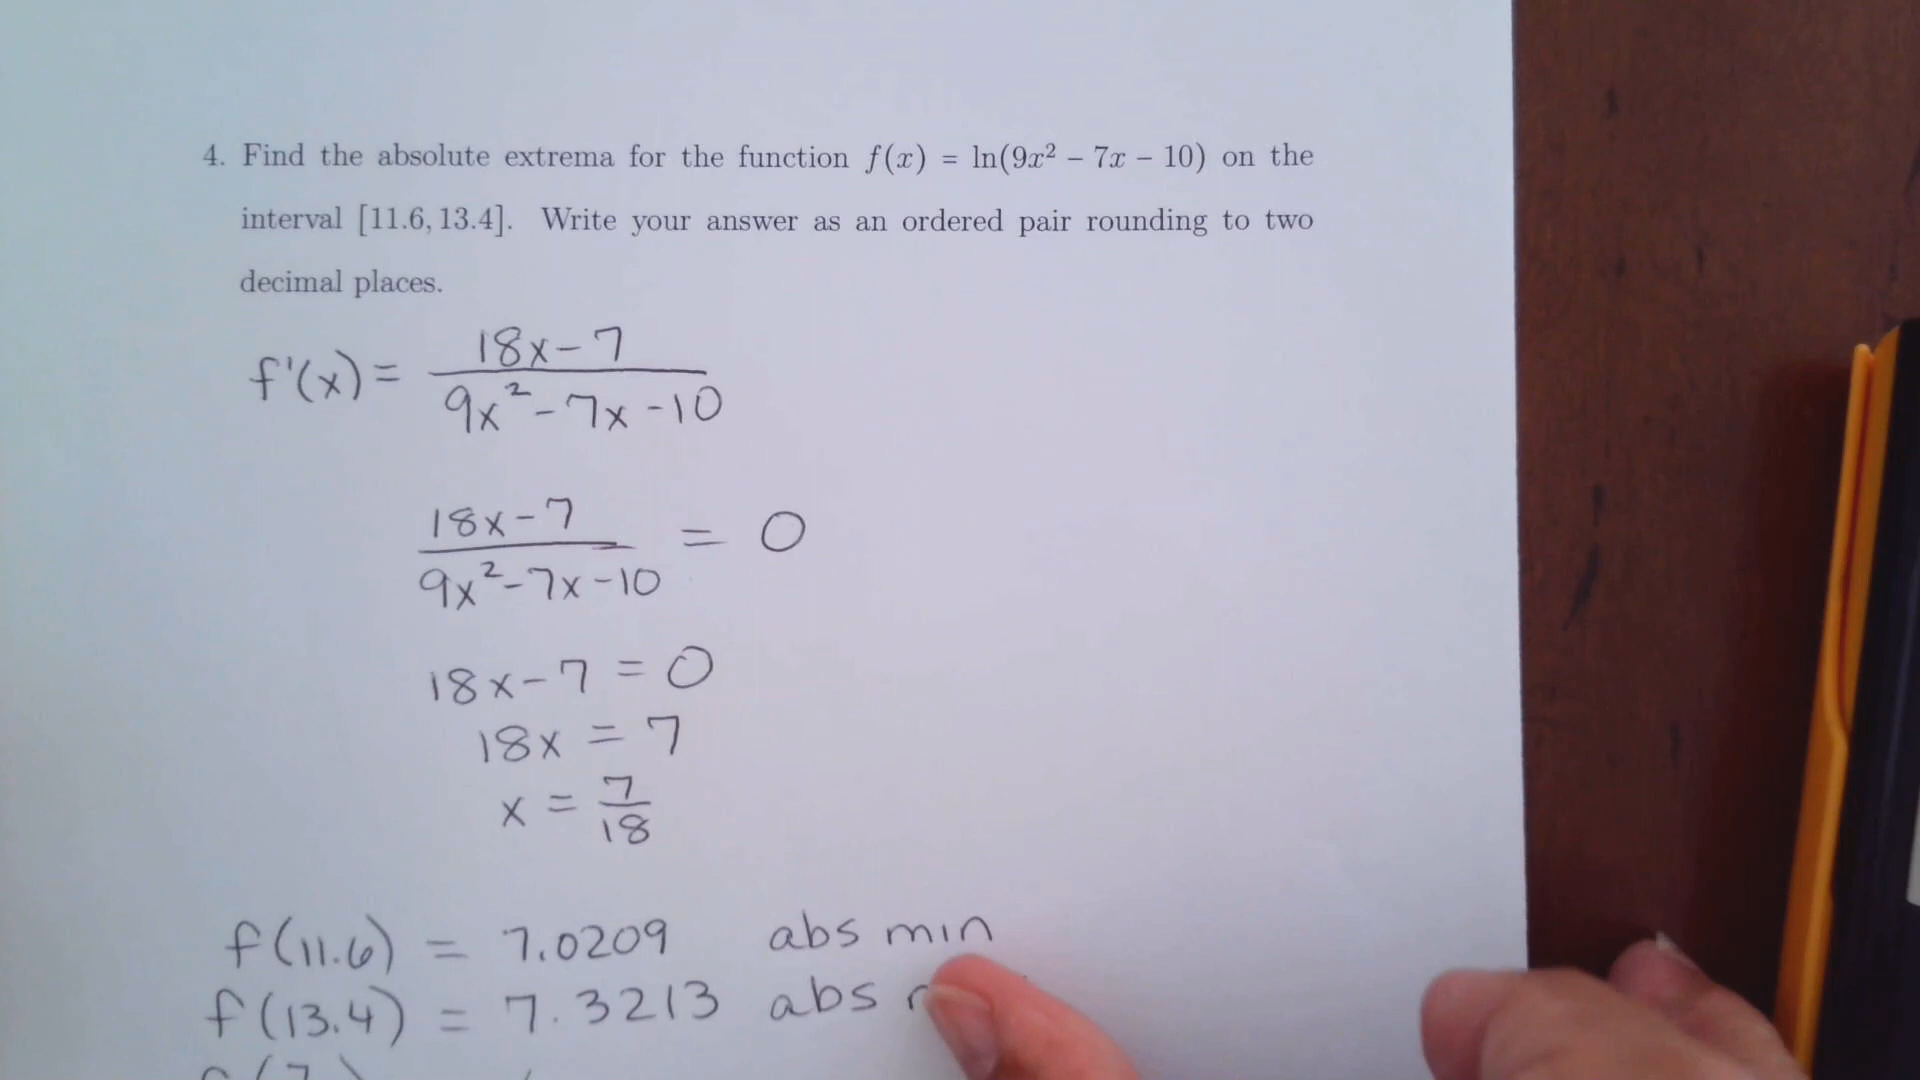 4. Find the absolute extrema for the function f(x) = ln(9x² – 7x – 10) on the
interval [11.6, 13.4]. Write your answer as an ordered pair rounding to two
decimal places.
f'(x) = (18x-7)/(9x²-7x-10)
(18x-7)/(9x²-7x-10) = 0
18x-7 = 0
18x = 7
x = 7/18
f(11.6) = 7.0209 abs min
f(13.4) = 7.3213 abs